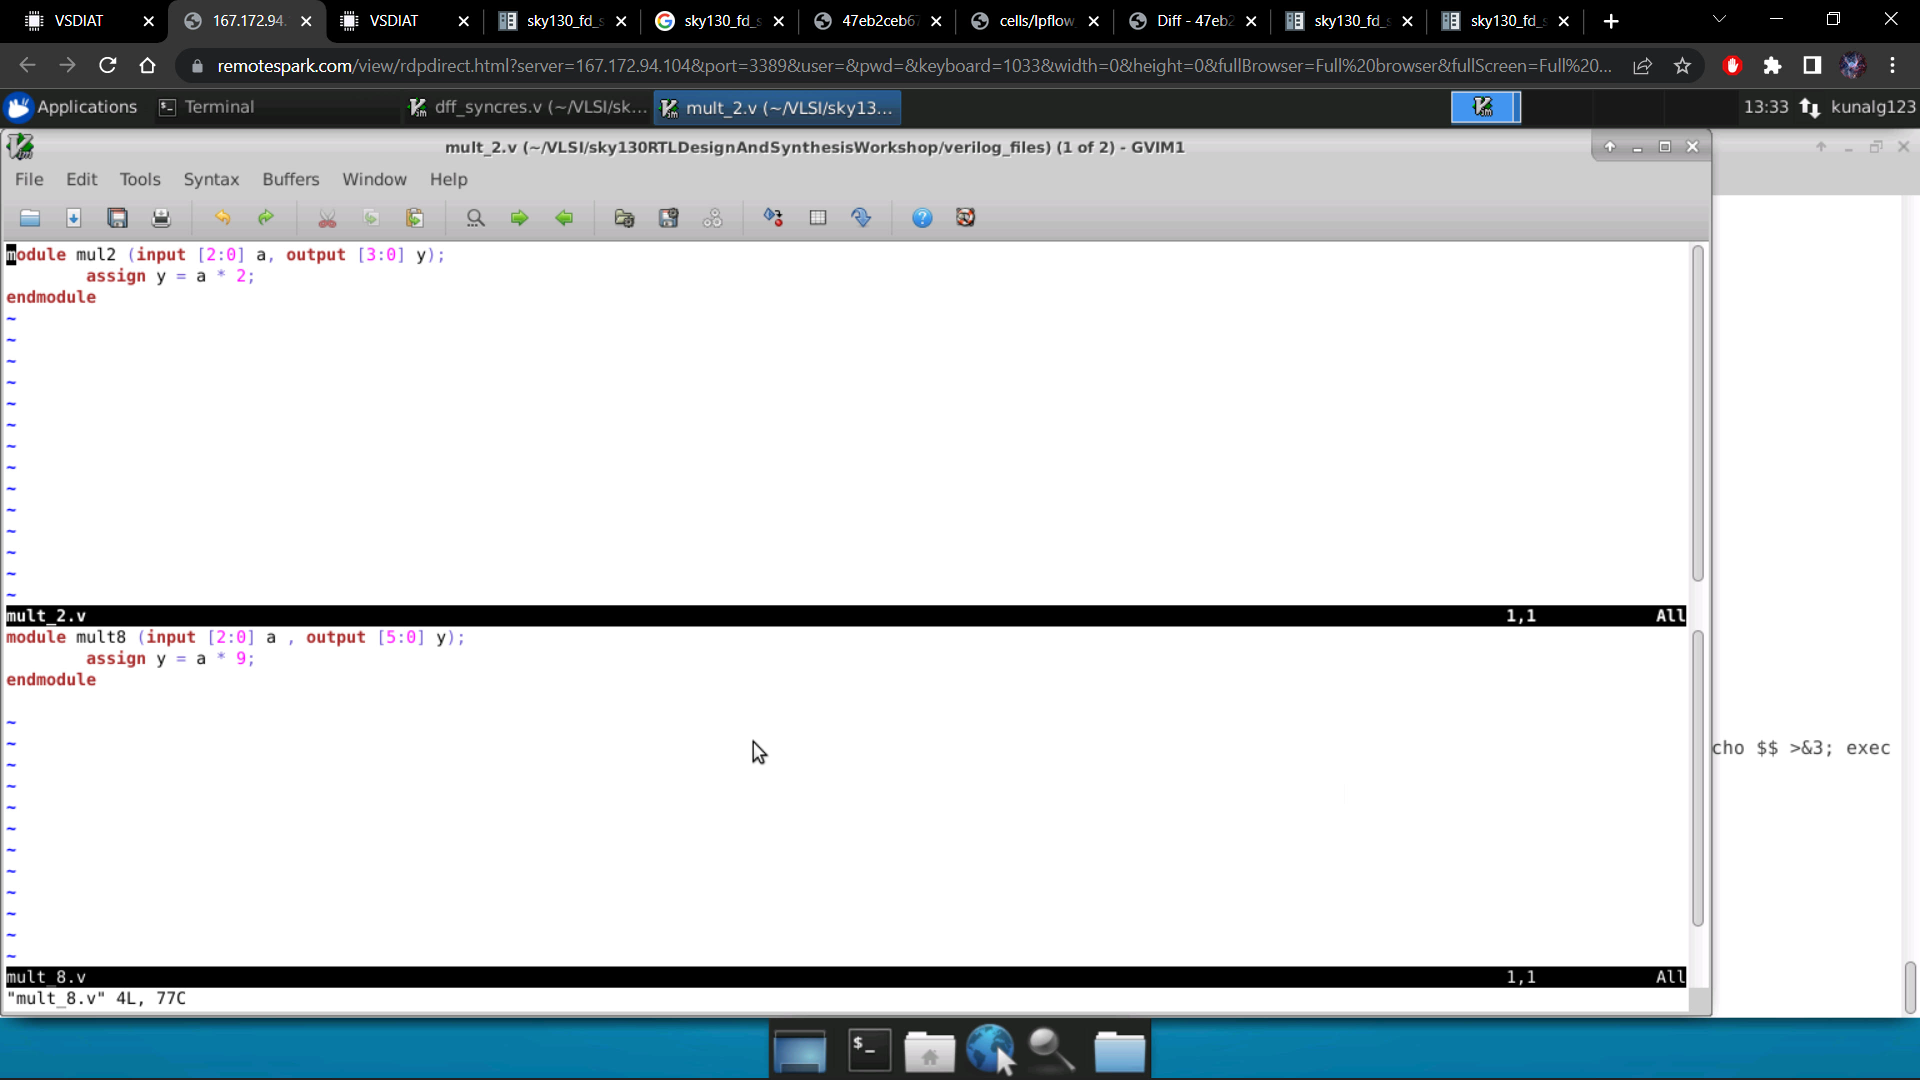 VSDIAT
167.172.94.
VSDIAT
sky130_fd_s
sky130_fd_s
47eb2ceb67
cells/lpflow
Diff - 47eb2
sky130_fd_s
sky130_fd_s
remotespark.com/view/rdpdirect.html?server=167.172.94.104&port=3389&user=&pwd=&keyboard=1033&width=0&height=0&fullBrowser=Full%20browser&fullScreen=Full%20...
Applications
Terminal
dff_syncres.v (~/VLSI/sk...
mult_2.v (~/VLSI/sky13...
13:33
kunalg123
mult_2.v (~/VLSI/sky130RTLDesignAndSynthesisWorkshop/verilog_files) (1 of 2) - GVIM1
File Edit Tools Syntax Buffers Window Help
module mul2 (input [2:0] a, output [3:0] y);
assign y = a * 2;
endmodule
~
~
~
~
~
~
~
~
~
~
~
~
~
~
mult_2.v 1,1 All
module mult8 (input [2:0] a , output [5:0] y);
assign y = a * 9;
endmodule
~
~
~
~
~
~
~
~
~
~
~
~
mult_8.v 1,1 All
"mult_8.v" 4L, 77C
cho $$ >&3; exec
$_